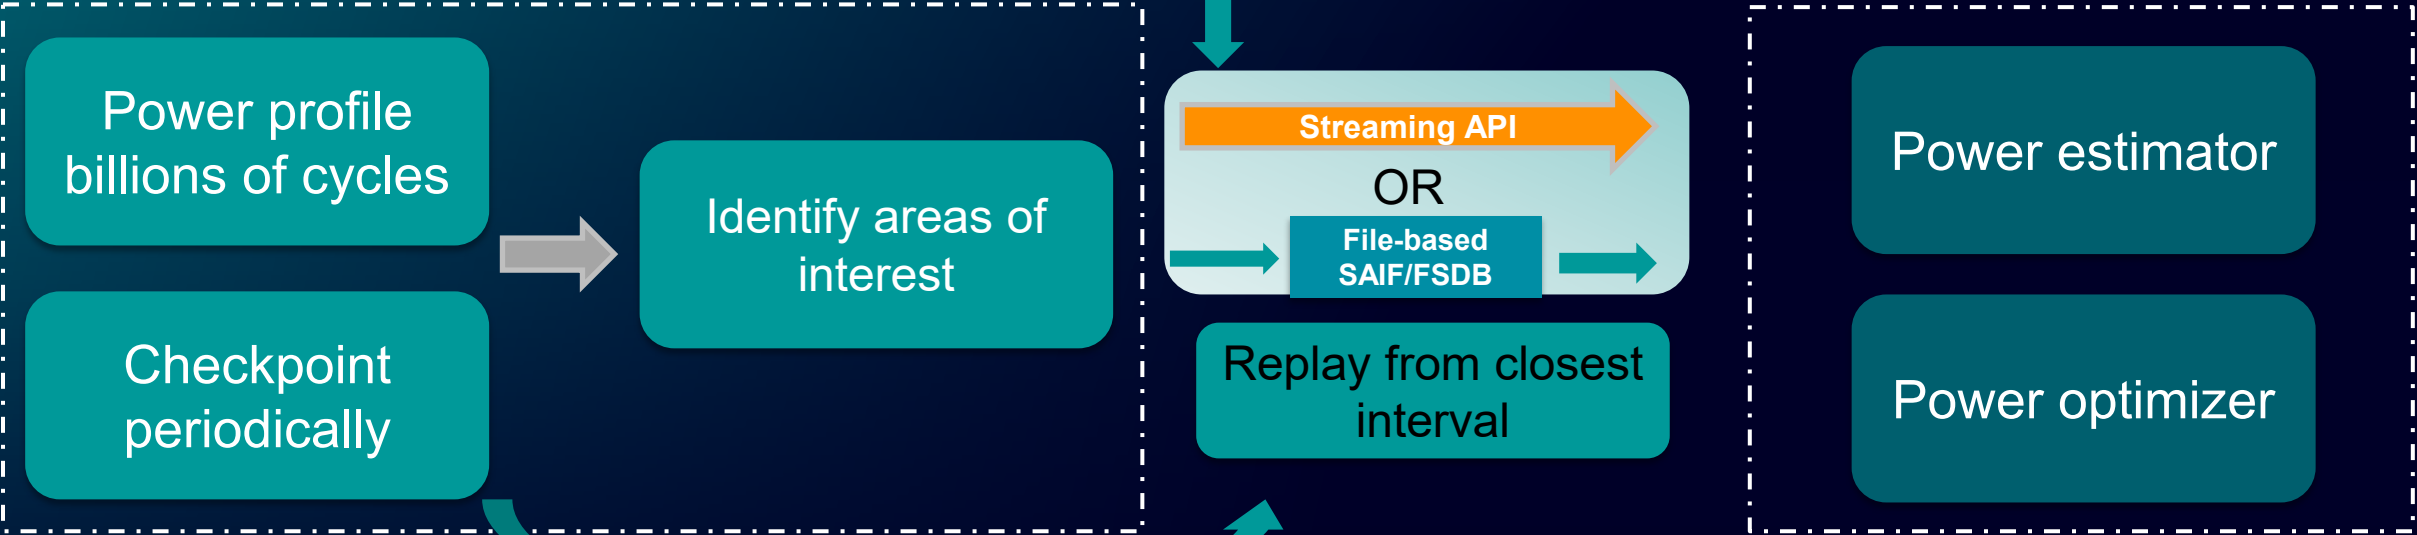 Power profile
billions of cycles
Checkpoint
periodically
Identify areas of
interest
Streaming API
OR
File-based
SAIF/FSDB
Replay from closest
interval
Power estimator
Power optimizer